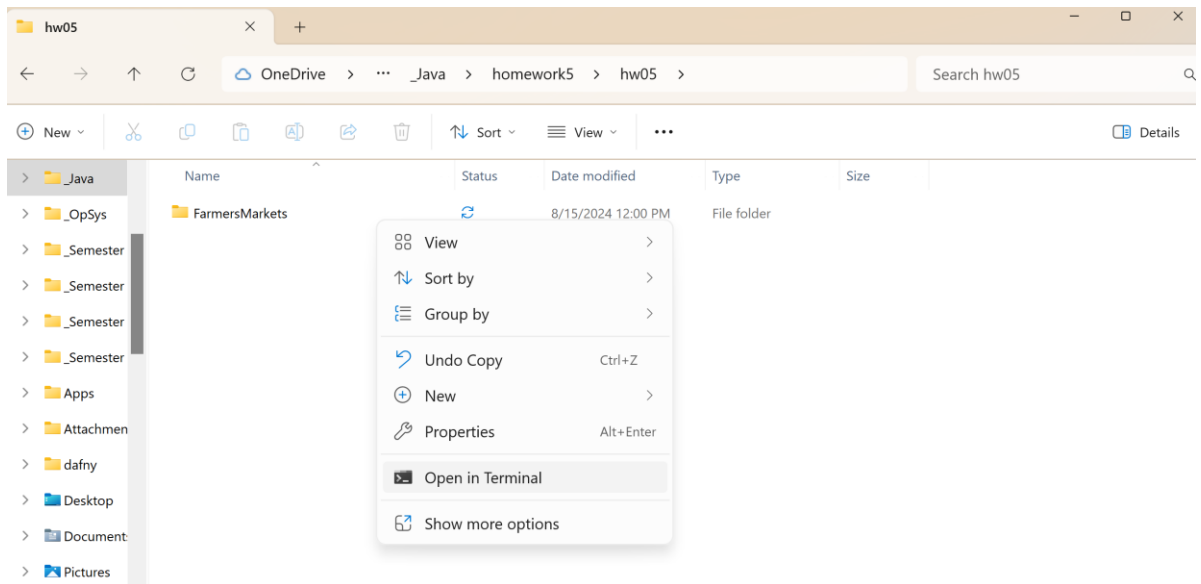 hw05
OneDrive > ... _Java > homework5 > hw05 >
Search hw05
New
Sort
View
...
Details
Name
Status
Date modified
Type
Size
FarmersMarkets
8/15/2024 12:00 PM
File folder
_Java
_OpSys
_Semester
_Semester
_Semester
_Semester
Apps
Attachmen
dafny
Desktop
Document
Pictures
View
Sort by
Group by
Undo Copy Ctrl+Z
New
Properties Alt+Enter
Open in Terminal
Show more options